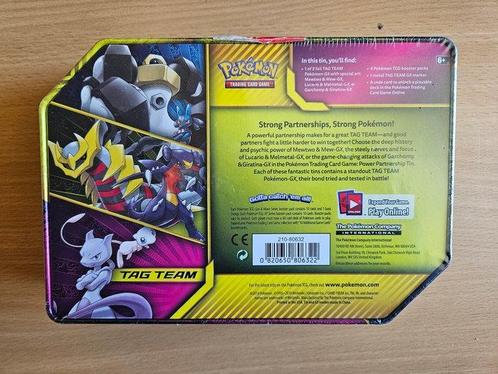 Pokémon
TRADING CARD GAME
In this tin, you'll find:
• 1 of 3 foil TAG TEAM
Pokémon-GX with special art:
Mewtwo & Mew-GX,
Lucario & Melmetal-GX, or
Garchomp & Giratina-GX
• 4 Pokémon TCG booster packs
• 1 metal TAG TEAM GX marker
• A code card to unlock a playable
deck in the Pokémon Trading
Card Game Online
6+
Strong Partnerships, Strong Pokémon!
A powerful partnership makes for a great TAG TEAM—and good
partners fight a little harder to win together! Choose the deep history
and psychic power of Mewtwo & Mew-GX, the steely nerves and focus
of Lucario & Melmetal-GX, or the game-changing attacks of Garchomp
& Giratina-GX in the Pokémon Trading Card Game: Power Partnership Tin.
Each of these fantastic tins contains a standout TAG TEAM
Pokémon-GX, their bond tried and tested in battle!
Gotta catch 'em all!
Expand Your Game.
Play Online!
The Pokémon Company
INTERNATIONAL
210-80632
0 820650 806322
CE
TAG TEAM
www.pokemon.com